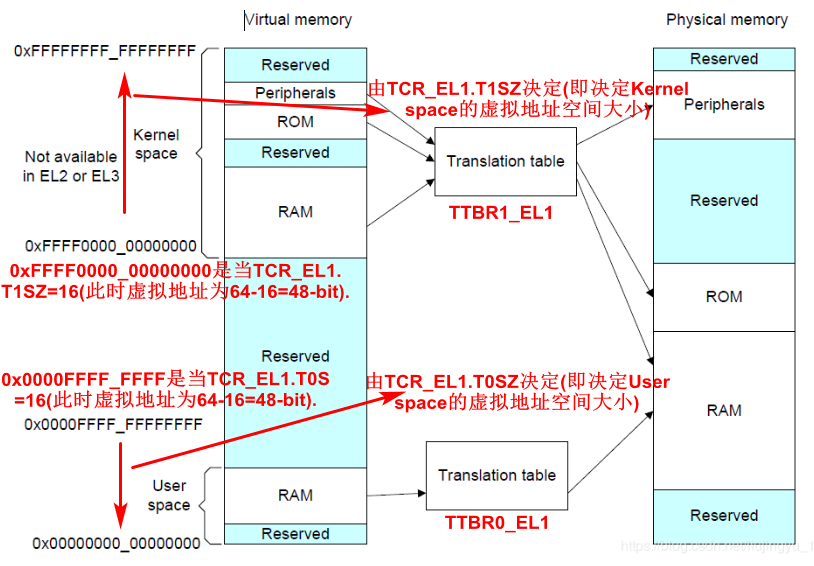 Virtual memory
Physical memory
0xFFFFFFFF_FFFFFFFF
Reserved
Peripherals
ROM
Reserved
RAM
Kernel
space
Not available
in EL2 or EL3
0xFFFF0000_00000000
由TCR_EL1.T1SZ决定(即决定Kernel
space的虚拟地址空间大小)
Translation table
TTBR1_EL1
0xFFFF0000_00000000是当TCR_EL1.
T1SZ=16(此时虚拟地址为64-16=48-bit).
Reserved
0x0000FFFF_FFFF是当TCR_EL1.T0S
=16(此时虚拟地址为64-16=48-bit).
0x0000FFFF_FFFFFFFF
由TCR_EL1.T0SZ决定(即决定User
space的虚拟地址空间大小)
User
space
RAM
Reserved
0x00000000_00000000
Translation table
TTBR0_EL1
Reserved
Peripherals
Reserved
ROM
RAM
Reserved